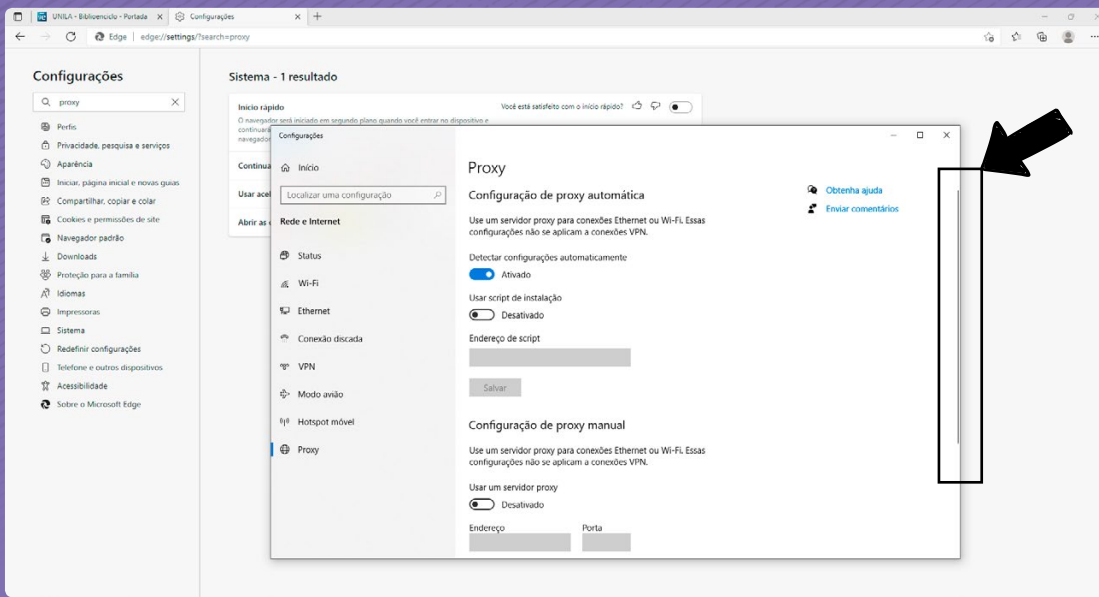 UNILA - Biblioenciclo - Portada
Configurações
Edge
edge://settings/?search=proxy
Configurações
proxy
Perfis
Privacidade, pesquisa e serviços
Aparência
Iniciar, página inicial e novas guias
Compartilhar, copiar e colar
Cookies e permissões de site
Navegador padrão
Downloads
Proteção para a família
Idiomas
Impressoras
Sistema
Redefinir configurações
Telefone e outros dispositivos
Acessibilidade
Sobre o Microsoft Edge
Sistema - 1 resultado
Início rápido
Você está satisfeito com o início rápido?
O navegador será iniciado em segundo plano quando você entrar no dispositivo e
continuará
navegador
Continua
Usar acel
Abrir as
Configurações
Início
Localizar uma configuração
Rede e Internet
Status
Wi-Fi
Ethernet
Conexão discada
VPN
Modo avião
Hotspot móvel
Proxy
Proxy
Configuração de proxy automática
Use um servidor proxy para conexões Ethernet ou Wi-Fi. Essas
configurações não se aplicam a conexões VPN.
Detectar configurações automaticamente
Ativado
Usar script de instalação
Desativado
Endereço de script
Salvar
Configuração de proxy manual
Use um servidor proxy para conexões Ethernet ou Wi-Fi. Essas
configurações não se aplicam a conexões VPN.
Usar um servidor proxy
Desativado
Endereço
Porta
Obtenha ajuda
Enviar comentários